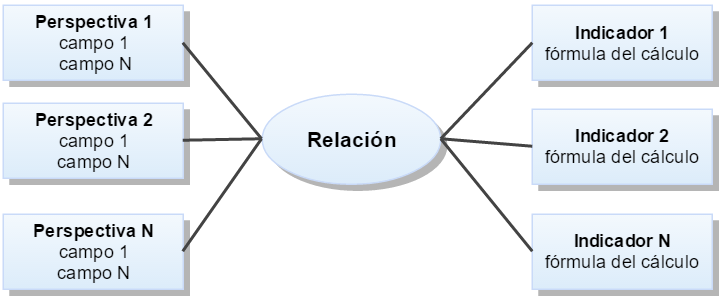 Perspectiva 1
campo 1
campo N
Perspectiva 2
campo 1
campo N
Perspectiva N
campo 1
campo N
Relación
Indicador 1
fórmula del cálculo
Indicador 2
fórmula del cálculo
Indicador N
fórmula del cálculo